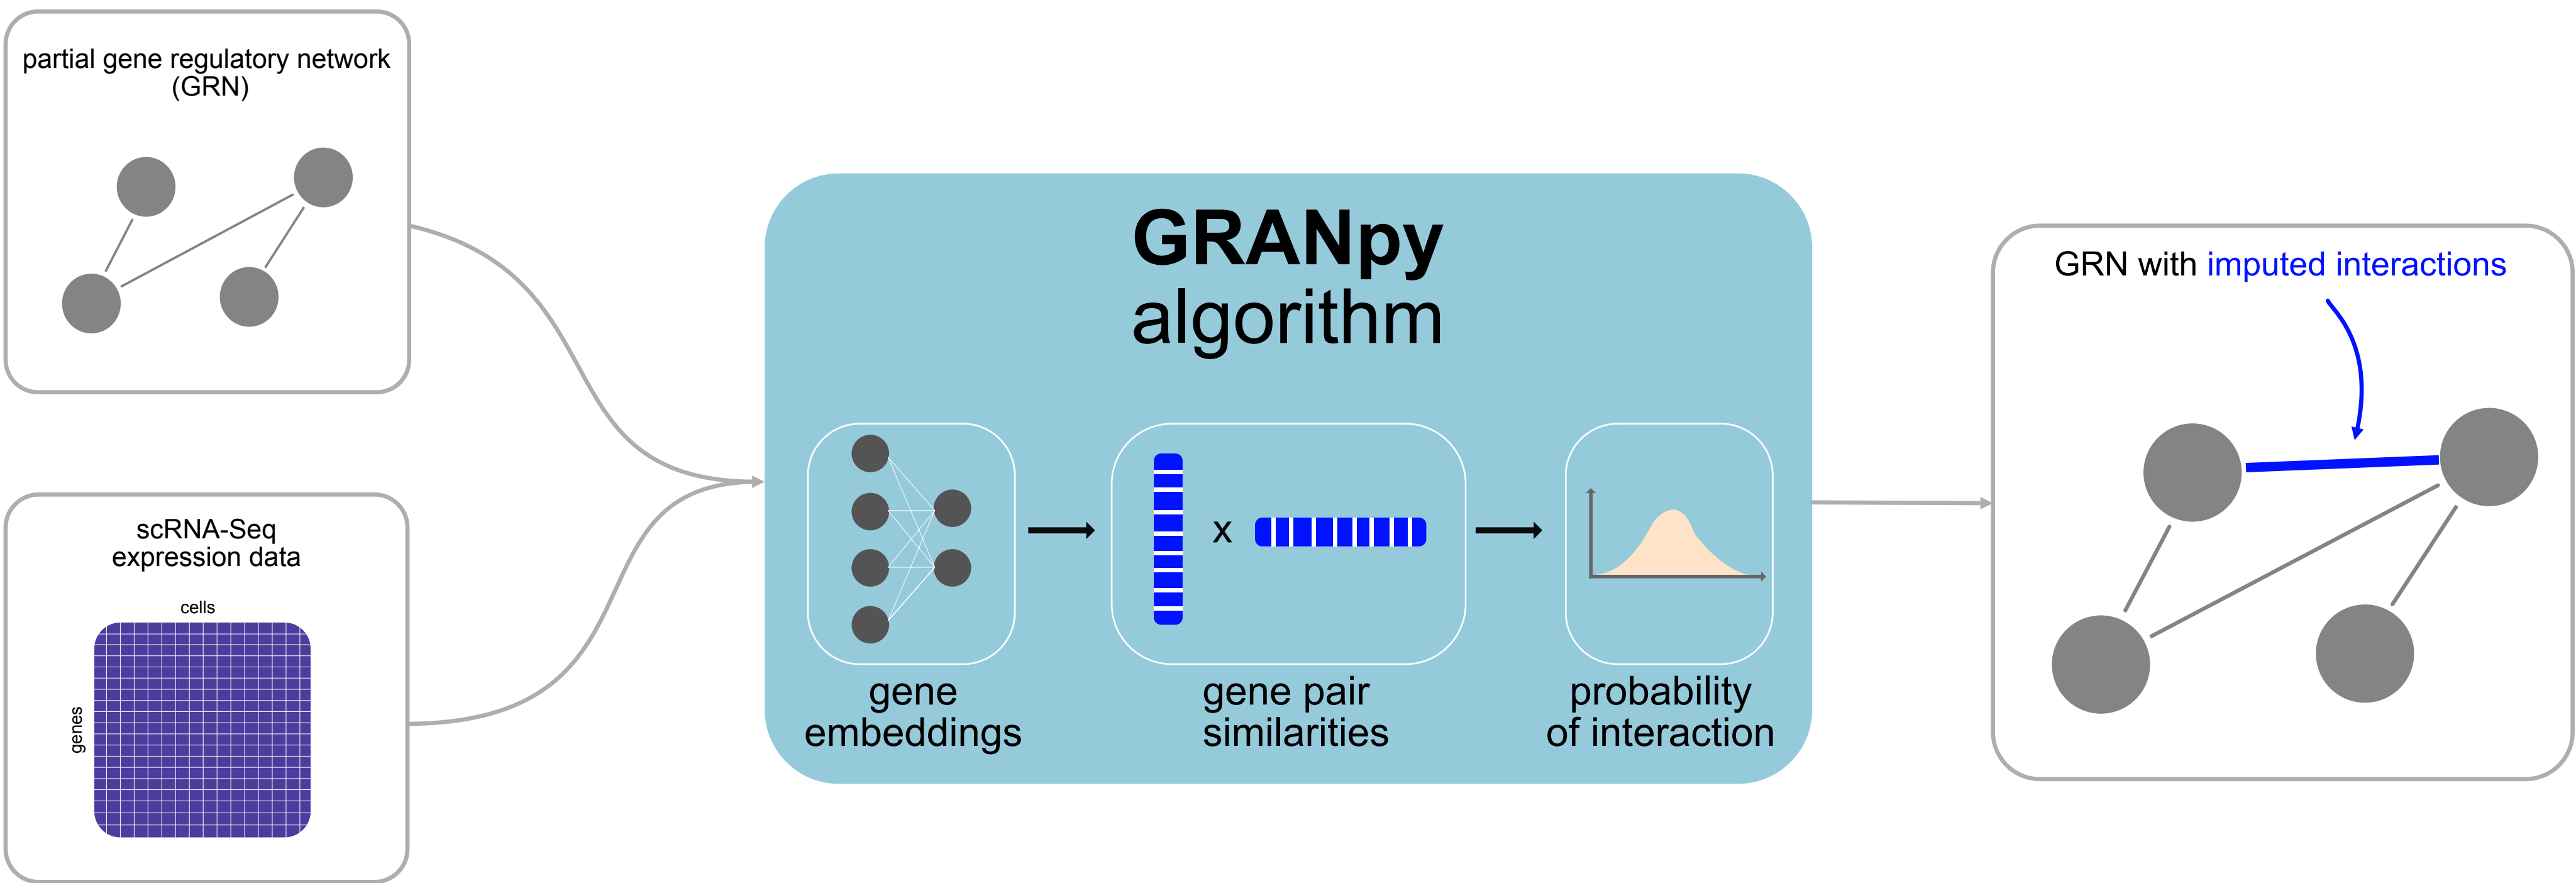 partial gene regulatory network
(GRN)
scRNA-Seq
expression data
cells
genes
GRANpy
algorithm
x
gene
embeddings
gene pair
similarities
probability
of interaction
GRN with imputed interactions